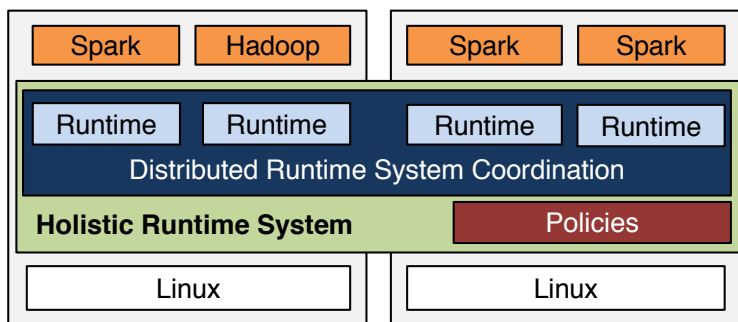 Spark Hadoop Spark Spark
Runtime Runtime Runtime Runtime
Distributed Runtime System Coordination
Holistic Runtime System Policies
Linux Linux